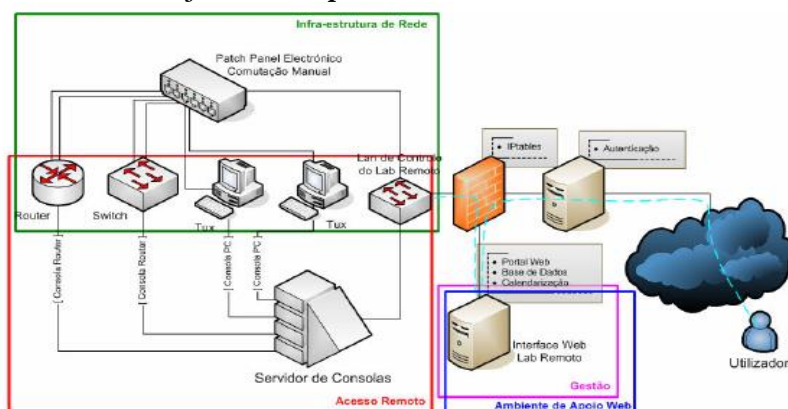 Infra-estrutura de Rede
Patch Panel Electrónico
Comutação Manual
• IPtables
• Autenticação
Lan de Controlo
do Lab Remoto
Router
Switch
Tux
Tux
[ Consola Router ]
[ Consola Router ]
[ Consola PC ]
[ Consola PC ]
• Portal Web
• Base de Dados
• Calendarização
Servidor de Consolas
Interface Web
Lab Remoto
Utilizador
Gestão
Acesso Remoto
Ambiente de Apoio Web